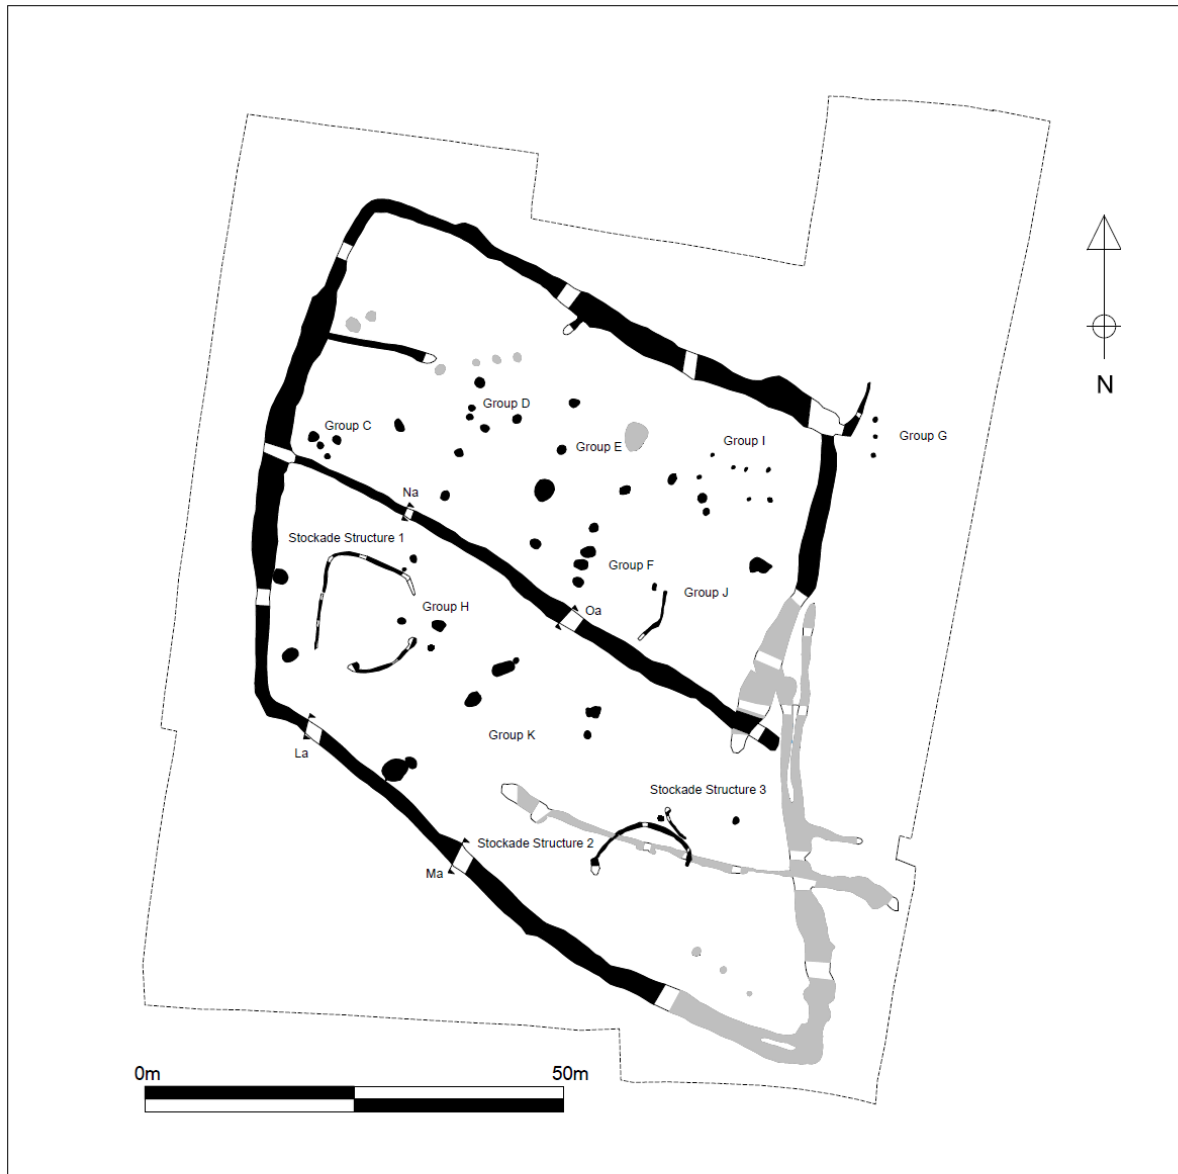 N
Group D
Group C
Group G
Group I
Group E
Na
Stockade Structure 1
Group F
Group J
Group H
Oa
Group K
La
Stockade Structure 3
Stockade Structure 2
Ma
0m
50m